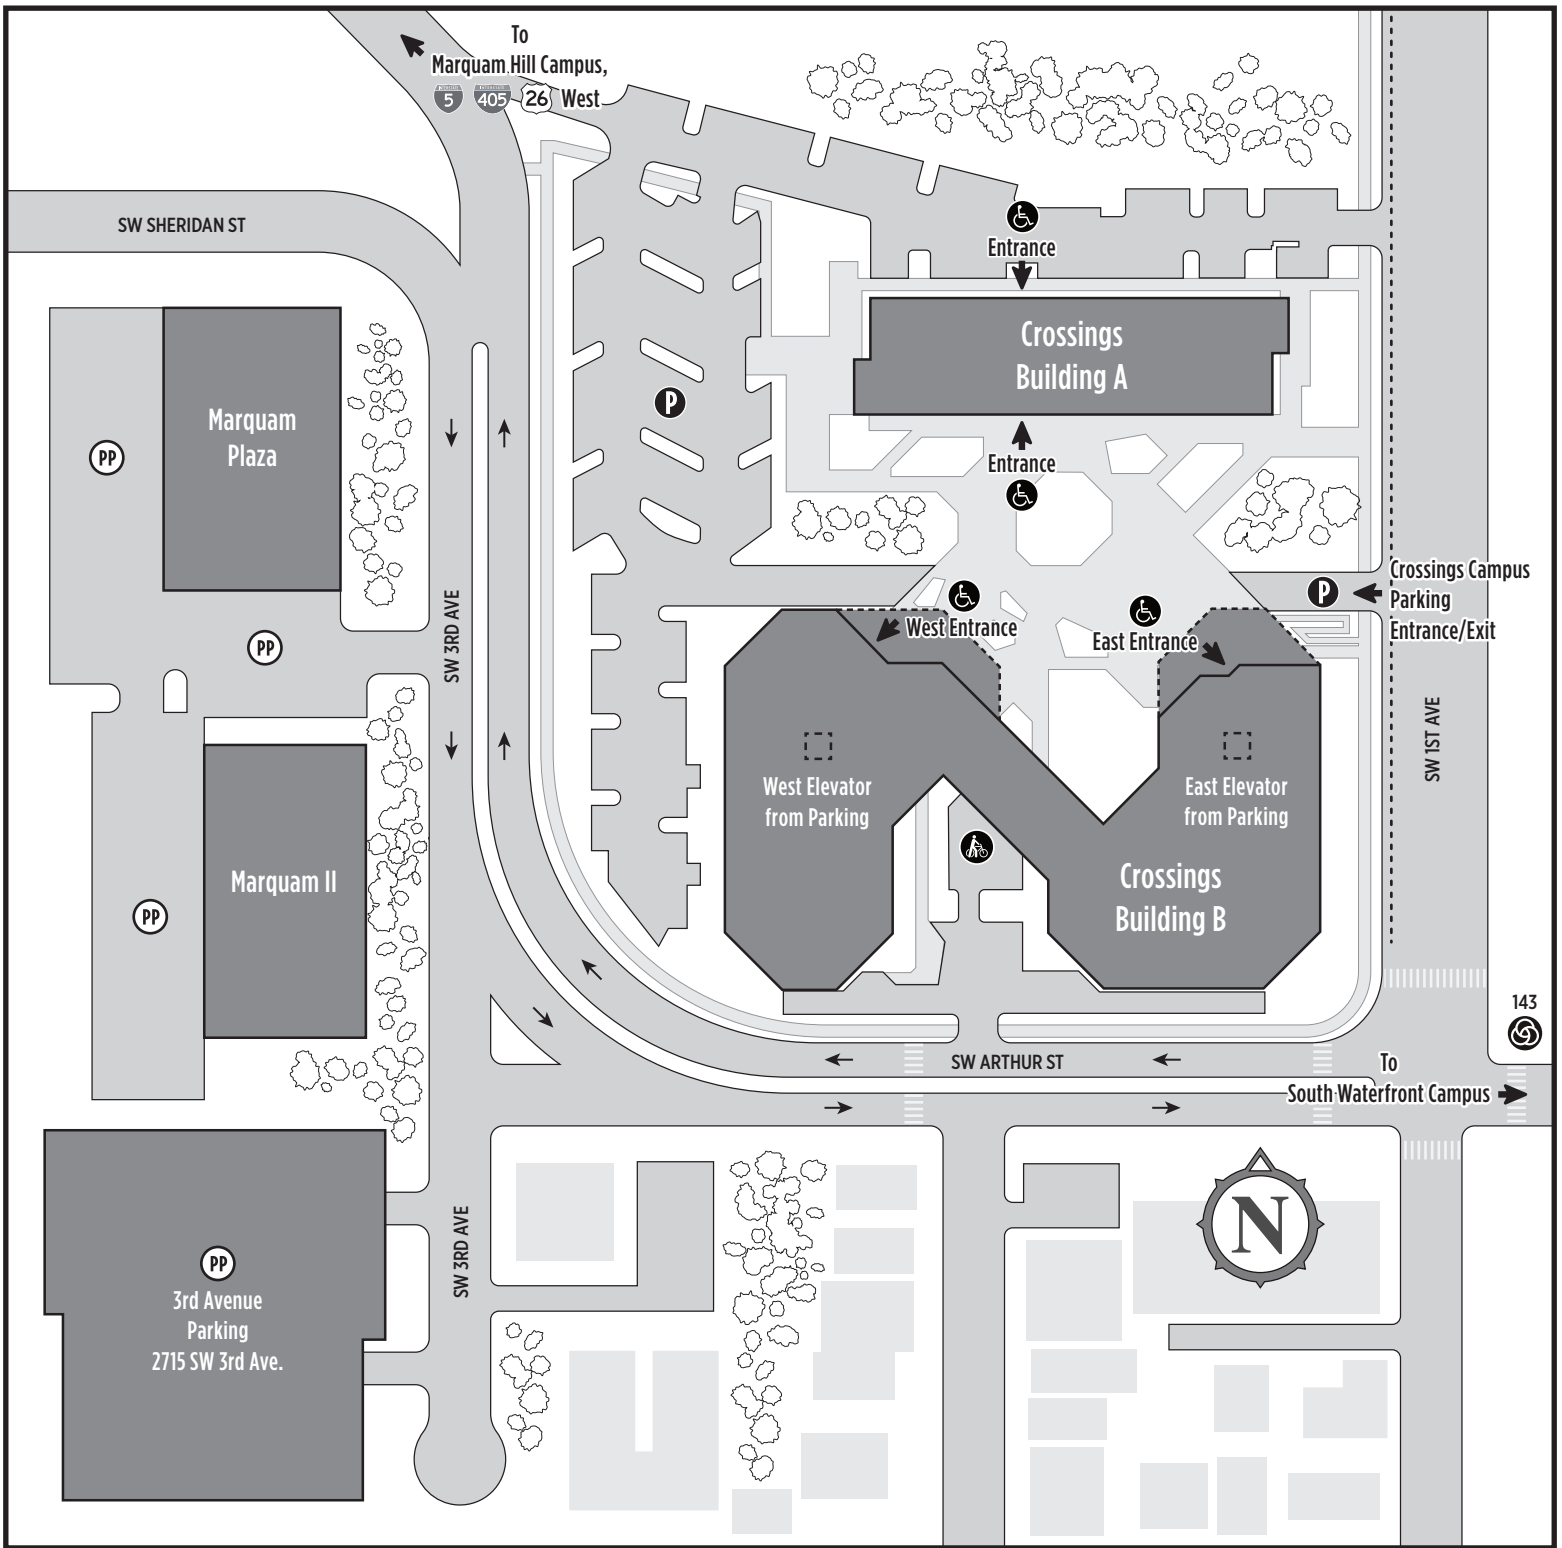 To
Marquam Hill Campus,
5 405 26 West
SW SHERIDAN ST
Entrance
Crossings
Building A
Marquam
Plaza
P
PP
Entrance
Crossings Campus
P
Parking
Entrance/Exit
West Entrance
East Entrance
PP
SW 3RD AVE
SW 1ST AVE
West Elevator
from Parking
East Elevator
from Parking
Marquam II
Crossings
Building B
PP
143
SW ARTHUR ST
To
South Waterfront Campus
N
SW 3RD AVE
PP
3rd Avenue
Parking
2715 SW 3rd Ave.